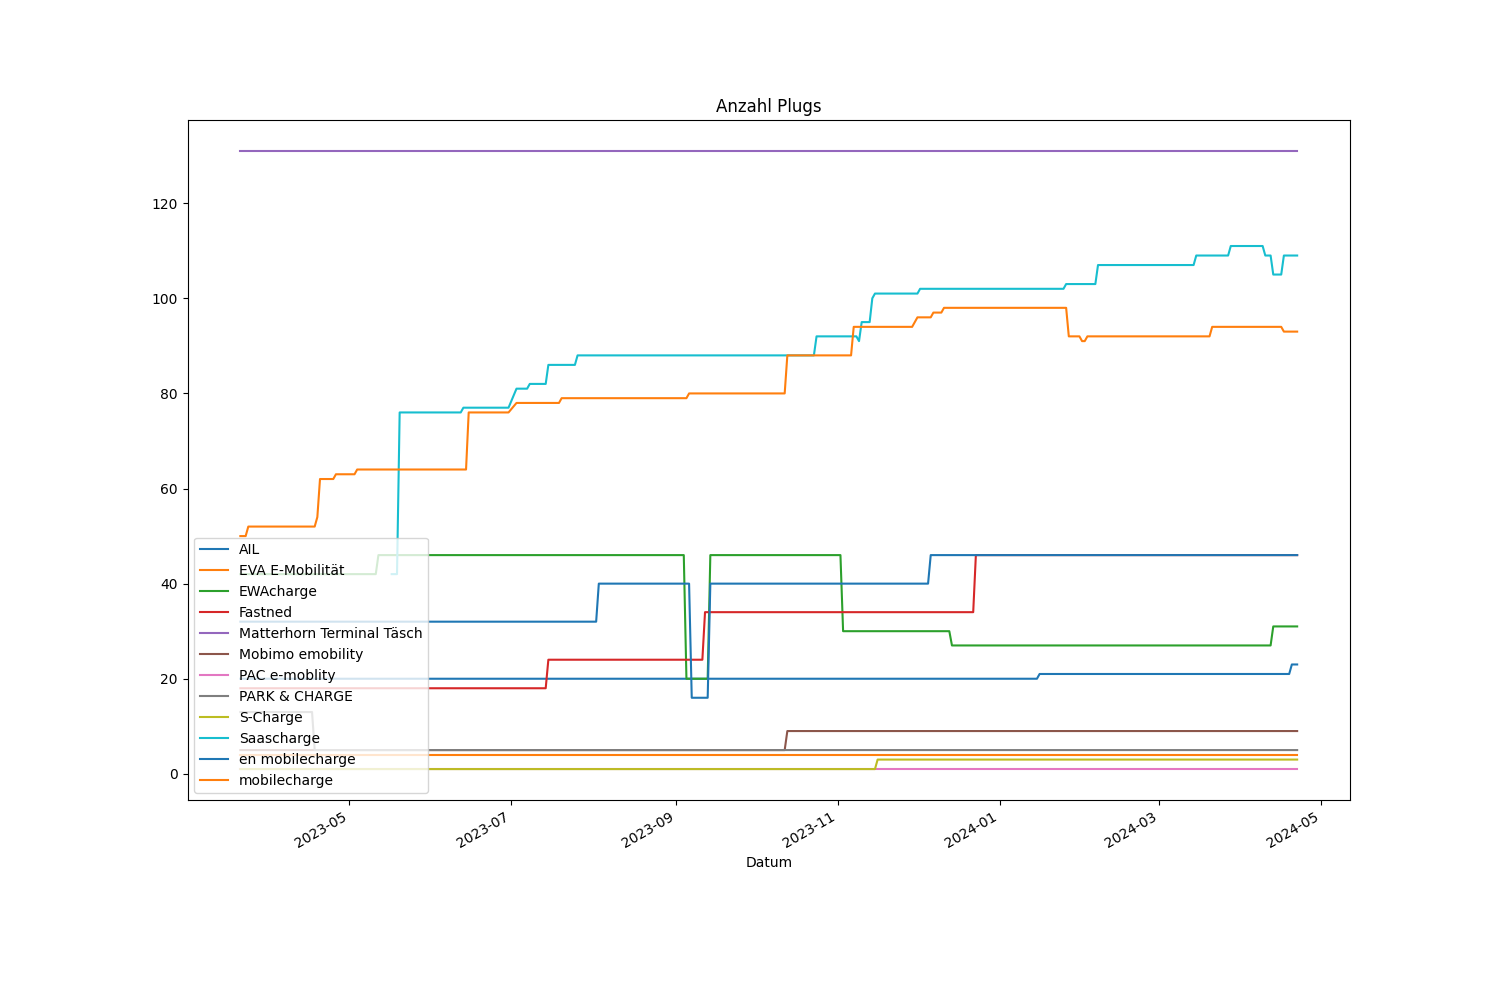 Anzahl Plugs
120
100
80
60
40
20
0
AIL
EVA E-Mobilität
EWAcharge
Fastned
Matterhorn Terminal Täsch
Mobimo emobility
PAC e-moblity
PARK & CHARGE
S-Charge
Saascharge
en mobilecharge
mobilecharge
2023-05
2023-07
2023-09
2023-11
2024-01
2024-03
2024-05
Datum